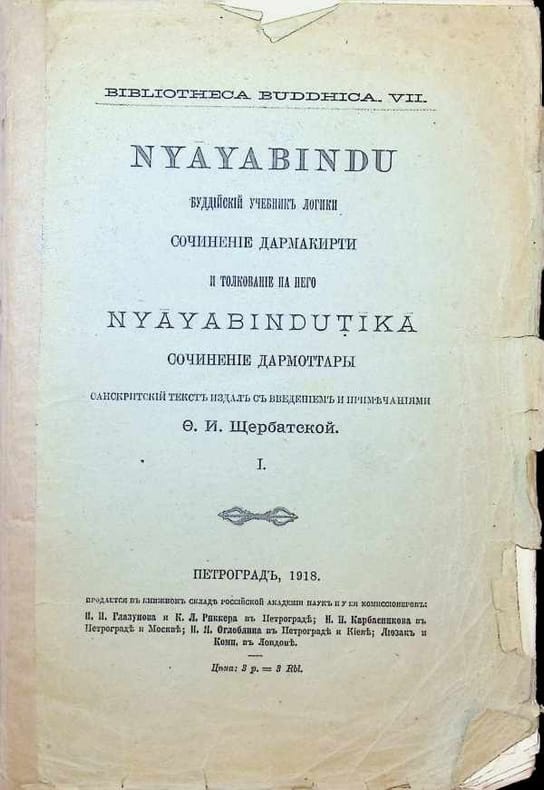 BIBLIOTHECA BUDDHICA. VII.
NYĀYABINDU
БУДДІЙСКІЙ УЧЕБНИКЪ ЛОГИКИ
СОЧИНЕНІЕ ДАРМАКИРТИ
И ТОЛКОВАНІЕ НА НЕГО
NYĀYABINDUṬĪKĀ
СОЧИНЕНІЕ ДАРМОТТАРЫ
САНСКРИТСКІЙ ТЕКСТЪ ИЗДАЛЪ СЪ ВВЕДЕНІЕМЪ И ПРИМѢЧАНІЯМИ
Ѳ. И. Щербатской.
I.
ПЕТРОГРАДЪ, 1918.
ПРОДАЕТСЯ ВЪ КНИЖНОМЪ СКЛАДѢ РОССІЙСКОЙ АКАДЕМІИ НАУКЪ И У ЕЯ КОМИССІОНЕРОВЪ:
И. И. Глазунова и К. Л. Риккера въ Петроградѣ; Н. П. Карбасникова въ
Петроградѣ и Москвѣ; Н. Я. Оглоблина въ Петроградѣ и Кіевѣ; Люзакъ и
Комп. въ Лондонѣ.
Цѣна: 3 р. = 3 Rbl.